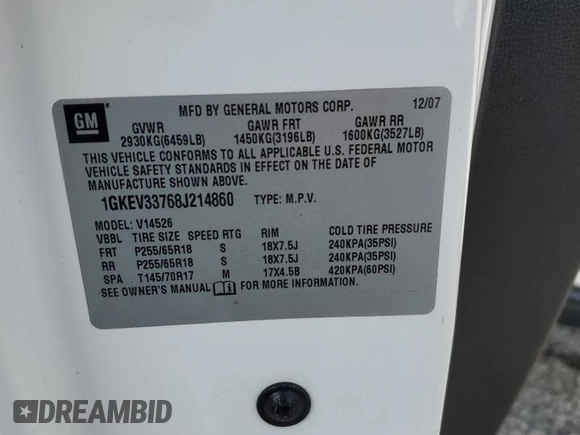 GM
MFD BY GENERAL MOTORS CORP. 12/07
GVWR GAWR FRT GAWR RR
2930KG(6459LB) 1450KG(3196LB) 1600KG(3527LB)
THIS VEHICLE CONFORMS TO ALL APPLICABLE U.S. FEDERAL MOTOR
VEHICLE SAFETY STANDARDS IN EFFECT ON THE DATE OF
MANUFACTURE SHOWN ABOVE.
1GKEV33768J214860 TYPE: M.P.V.
MODEL: V14526
VBBL TIRE SIZE SPEED RTG RIM COLD TIRE PRESSURE
FRT P255/65R18 S 18X7.5J 240KPA(35PSI)
RR P255/65R18 S 18X7.5J 240KPA(35PSI)
SPA T145/70R17 M 17X4.5B 420KPA(60PSI)
SEE OWNER'S MANUAL FOR MORE INFORMATION.
DREAMBID